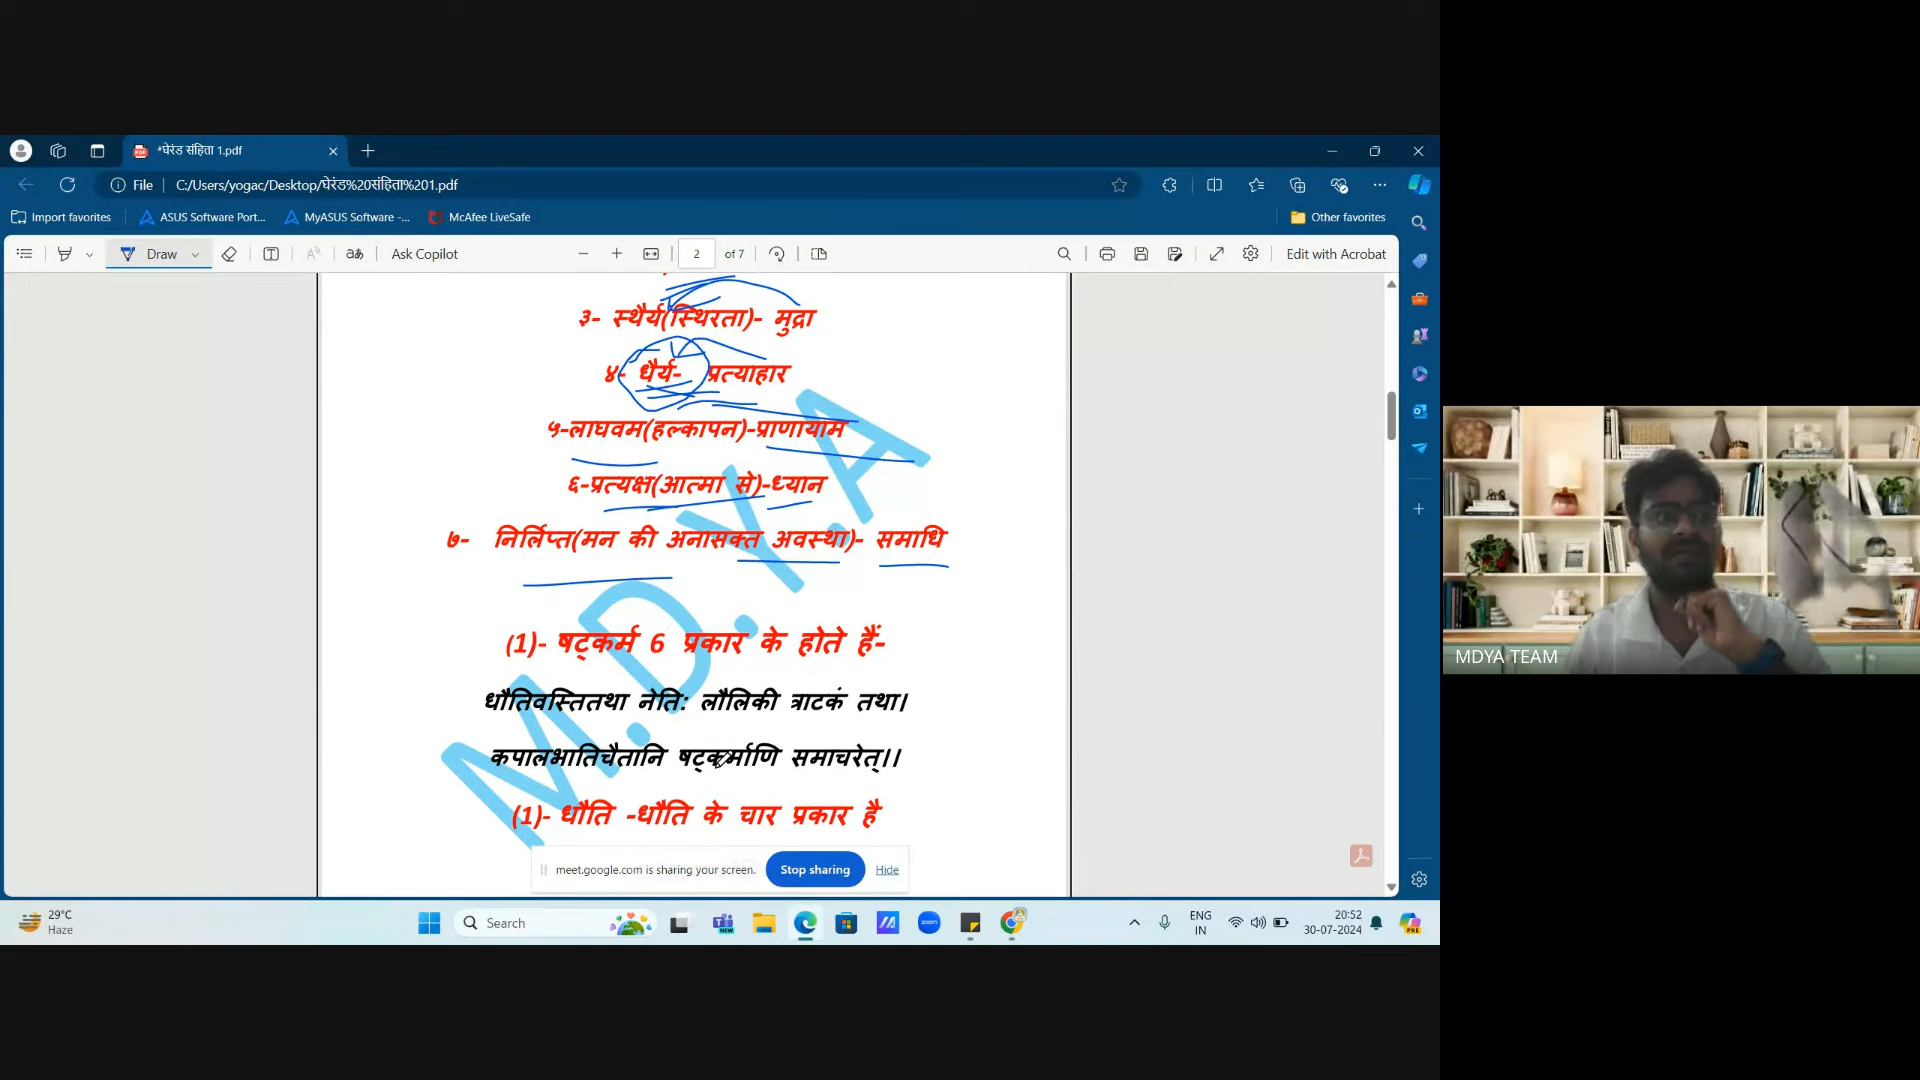 *घेरंड संहिता 1.pdf
File
C:/Users/yogac/Desktop/घेरंड%20संहिता%201.pdf
Import favorites
ASUS Software Port...
MyASUS Software -...
McAfee LiveSafe
Other favorites
Draw
Ask Copilot
2 of 7
Edit with Acrobat
३- स्थैर्य(स्थिरता)- मुद्रा
४- धैर्य- प्रत्याहार
५-लाघवम(हल्कापन)-प्राणायाम
६-प्रत्यक्ष(आत्मा से)-ध्यान
७- निर्लिप्त(मन की अनासक्त अवस्था)- समाधि
M.D.Y.A
(1)- षट्कर्म 6 प्रकार के होते हैं-
धौतिवस्तितथा नेति: लौलिकी त्राटकं तथा।
कपालभातिचैतानि षट्कर्माणि समाचरेत्।।
(1)- धौति -धौति के चार प्रकार है
meet.google.com is sharing your screen.
Stop sharing
Hide
MDYA TEAM
29°C
Haze
Search
NEW
zoom
ENG
IN
20:52
30-07-2024
PRE